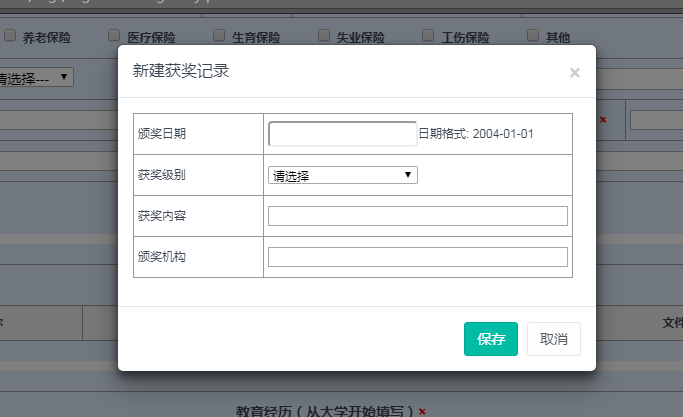 养老保险 医疗保险 生育保险 失业保险 工伤保险 其他
请选择---
新建获奖记录 ×
颁奖日期 日期格式: 2004-01-01
获奖级别 请选择
获奖内容
颁奖机构
文件
保存 取消
教育经历（从大学开始填写）×